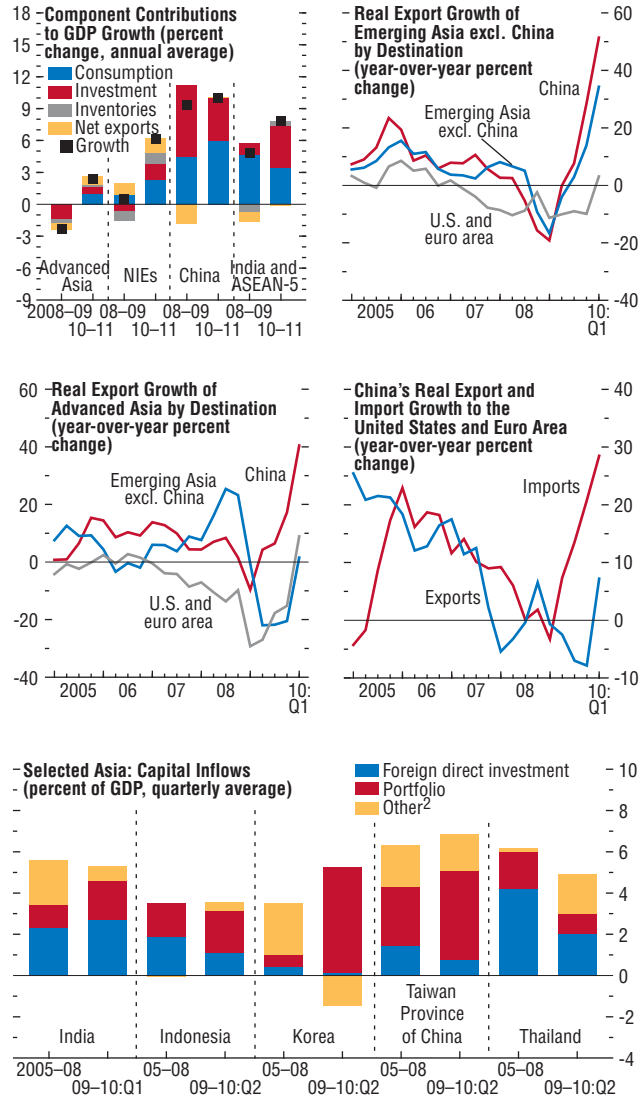 Component Contributions
to GDP Growth (percent
change, annual average)
Consumption
Investment
Inventories
Net exports
Growth
18
15
12
9
6
3
0
-3
-6
-9
Advanced
Asia
NIEs
China
India and
ASEAN-5
2008–09
10–11
08–09
10–11
08–09
10–11
08–09
10–11
Real Export Growth of
Emerging Asia excl. China
by Destination
(year-over-year percent
change)
China
Emerging Asia
excl. China
U.S. and
euro area
60
40
20
0
-20
-40
2005
06
07
08
09
10:
Q1
Real Export Growth of
Advanced Asia by Destination
(year-over-year percent
change)
Emerging Asia
excl. China
China
U.S. and
euro area
60
40
20
0
-20
-40
2005
06
07
08
09
10:
Q1
China’s Real Export and
Import Growth to the
United States and Euro Area
(year-over-year percent
change)
Imports
Exports
40
30
20
10
0
-10
2005
06
07
08
09
10:
Q1
Selected Asia: Capital Inflows
(percent of GDP, quarterly average)
Foreign direct investment
Portfolio
Other²
10
8
6
4
2
0
-2
-4
India
Indonesia
Korea
Taiwan
Province
of China
Thailand
2005–08
09–10:Q1
05–08
09–10:Q2
05–08
09–10:Q2
05–08
09–10:Q2
05–08
09–10:Q2